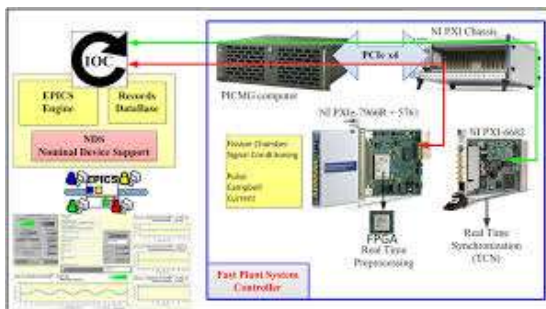 IOC
EPICS
Engine
Records
DataBase
NDS
Nominal Device Support
EPICS
NI PXI Chassis
PCIe x4
PICMG computer
NI PXIe-7966R + 5761
NI PXI-6682
Fission Chamber
Signal Conditioning
Pulse
Campbell
Current
FPGA
Real Time
Preprocessing
Real Time
Synchronization
(TCN)
Fast Plant System
Controller